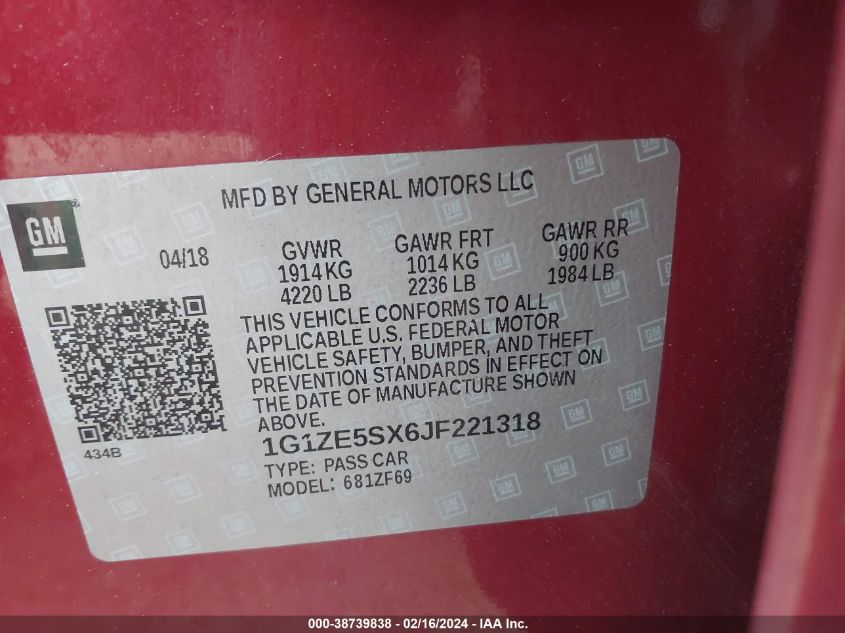 MFD BY GENERAL MOTORS LLC
GM ®
04/18
GVWR
1914 KG
4220 LB
GAWR FRT
1014 KG
2236 LB
GAWR RR
900 KG
1984 LB
THIS VEHICLE CONFORMS TO ALL
APPLICABLE U.S. FEDERAL MOTOR
VEHICLE SAFETY, BUMPER, AND THEFT
PREVENTION STANDARDS IN EFFECT ON
THE DATE OF MANUFACTURE SHOWN
ABOVE.
434B
1G1ZE5SX6JF221318
TYPE: PASS CAR
MODEL: 681ZF69
000-38739838 - 02/16/2024 - IAA Inc.